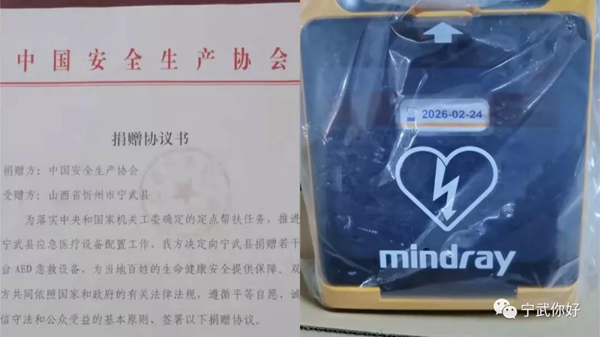 中国安全生产协会
捐赠协议书
捐赠方：中国安全生产协会
受赠方：山西省忻州市宁武县
为落实中央和国家机关工委确定的定点帮扶任务，推进
宁武县应急医疗设备配置工作，我方决定向宁武县捐赠若干
台AED急救设备，为当地百姓的生命健康安全提供保障。双
方共同依照国家和政府的有关法律法规，遵循平等自愿、诚
信守法和公众受益的基本原则，签署以下捐赠协议。
2026-02-24
mindray
宁武你好